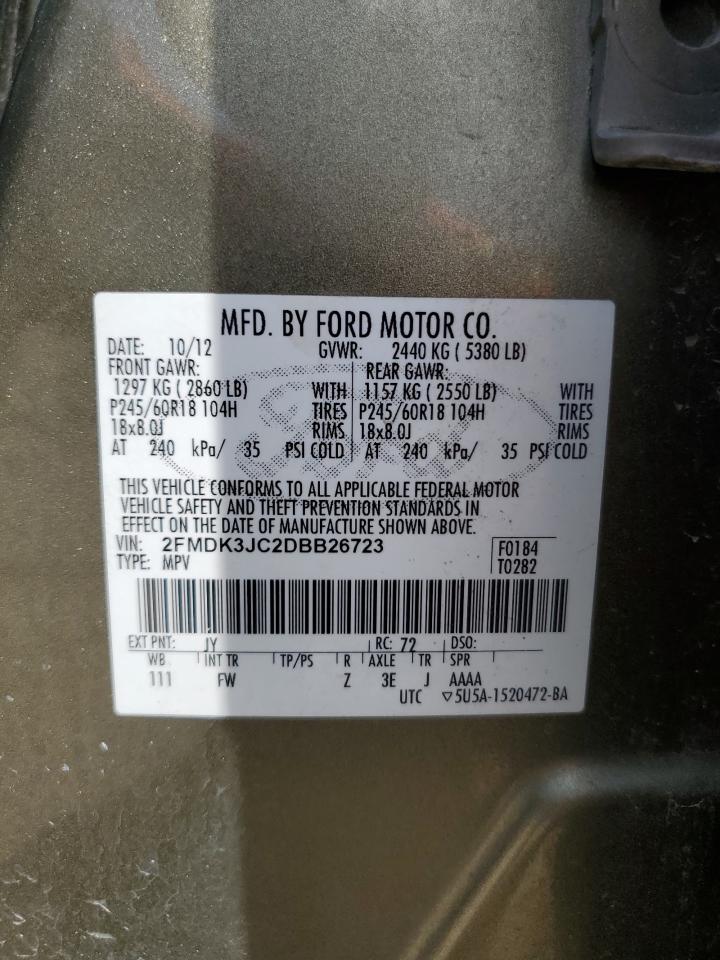 MFD. BY FORD MOTOR CO.
DATE: 10/12 GVWR: 2440 KG ( 5380 LB)
FRONT GAWR: REAR GAWR:
1297 KG ( 2860 LB) WITH 1157 KG ( 2550 LB) WITH
P245/60R18 104H TIRES P245/60R18 104H TIRES
18x8.0J RIMS 18x8.0J RIMS
AT 240 kPa/ 35 PSI COLD AT 240 kPa/ 35 PSI COLD
THIS VEHICLE CONFORMS TO ALL APPLICABLE FEDERAL MOTOR
VEHICLE SAFETY AND THEFT PREVENTION STANDARDS IN
EFFECT ON THE DATE OF MANUFACTURE SHOWN ABOVE.
VIN: 2FMDK3JC2DBB26723 F0184
TYPE: MPV T0282
EXT PNT: JY RC: 72 DSO:
WB INT TR TP/PS R AXLE TR SPR
111 FW Z 3E J AAAA
UTC ▽5U5A-1520472-BA